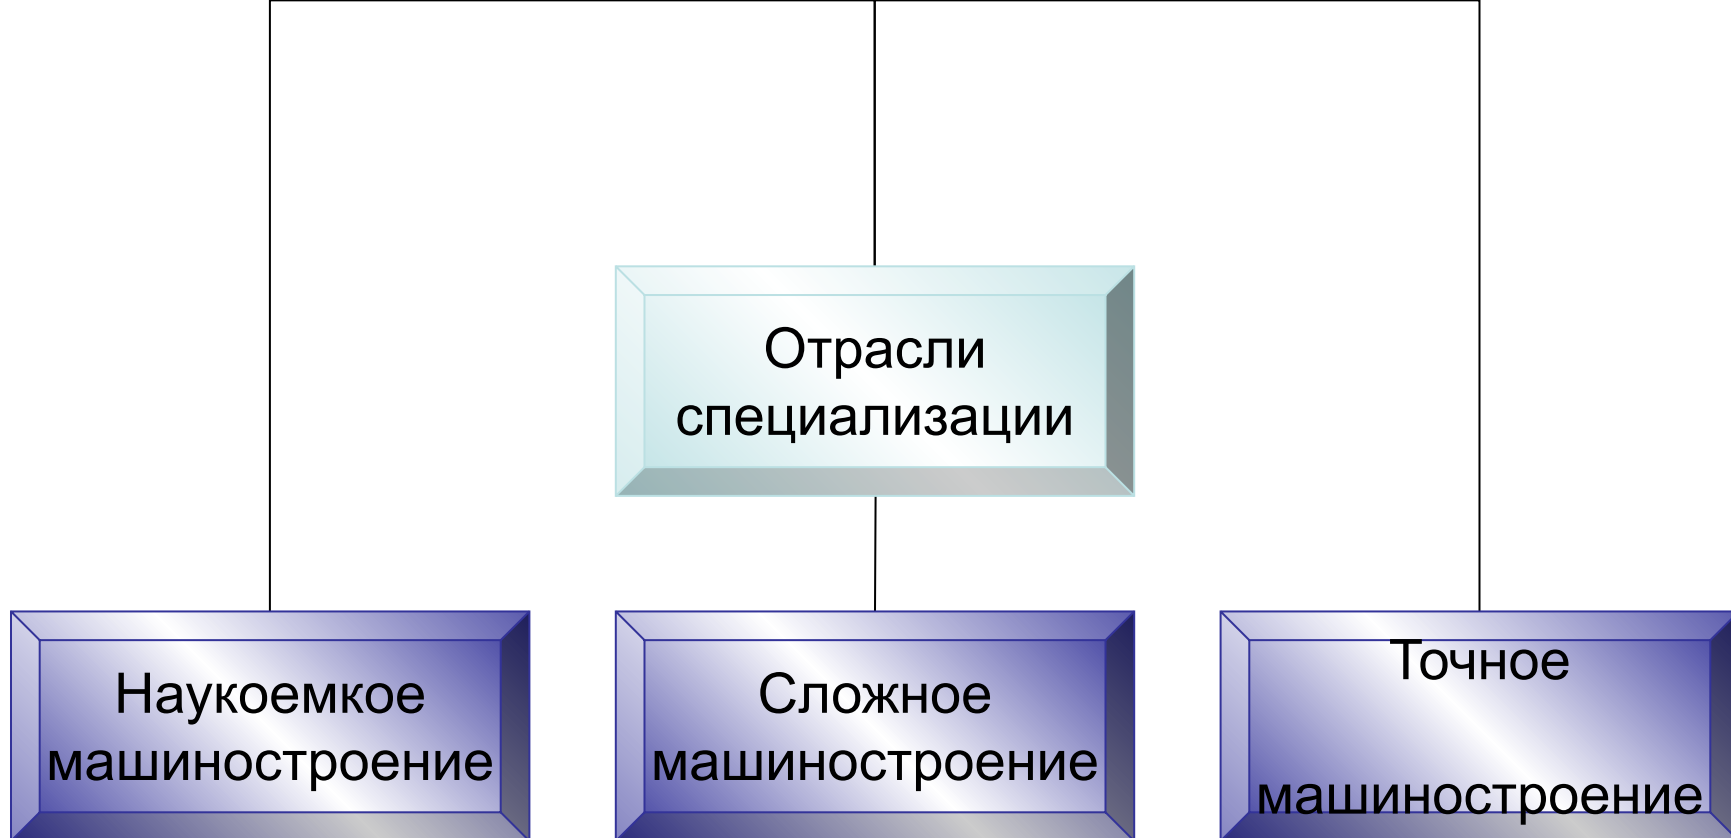 Отрасли
специализации
Наукоемкое
машиностроение
Сложное
машиностроение
Точное
машиностроение